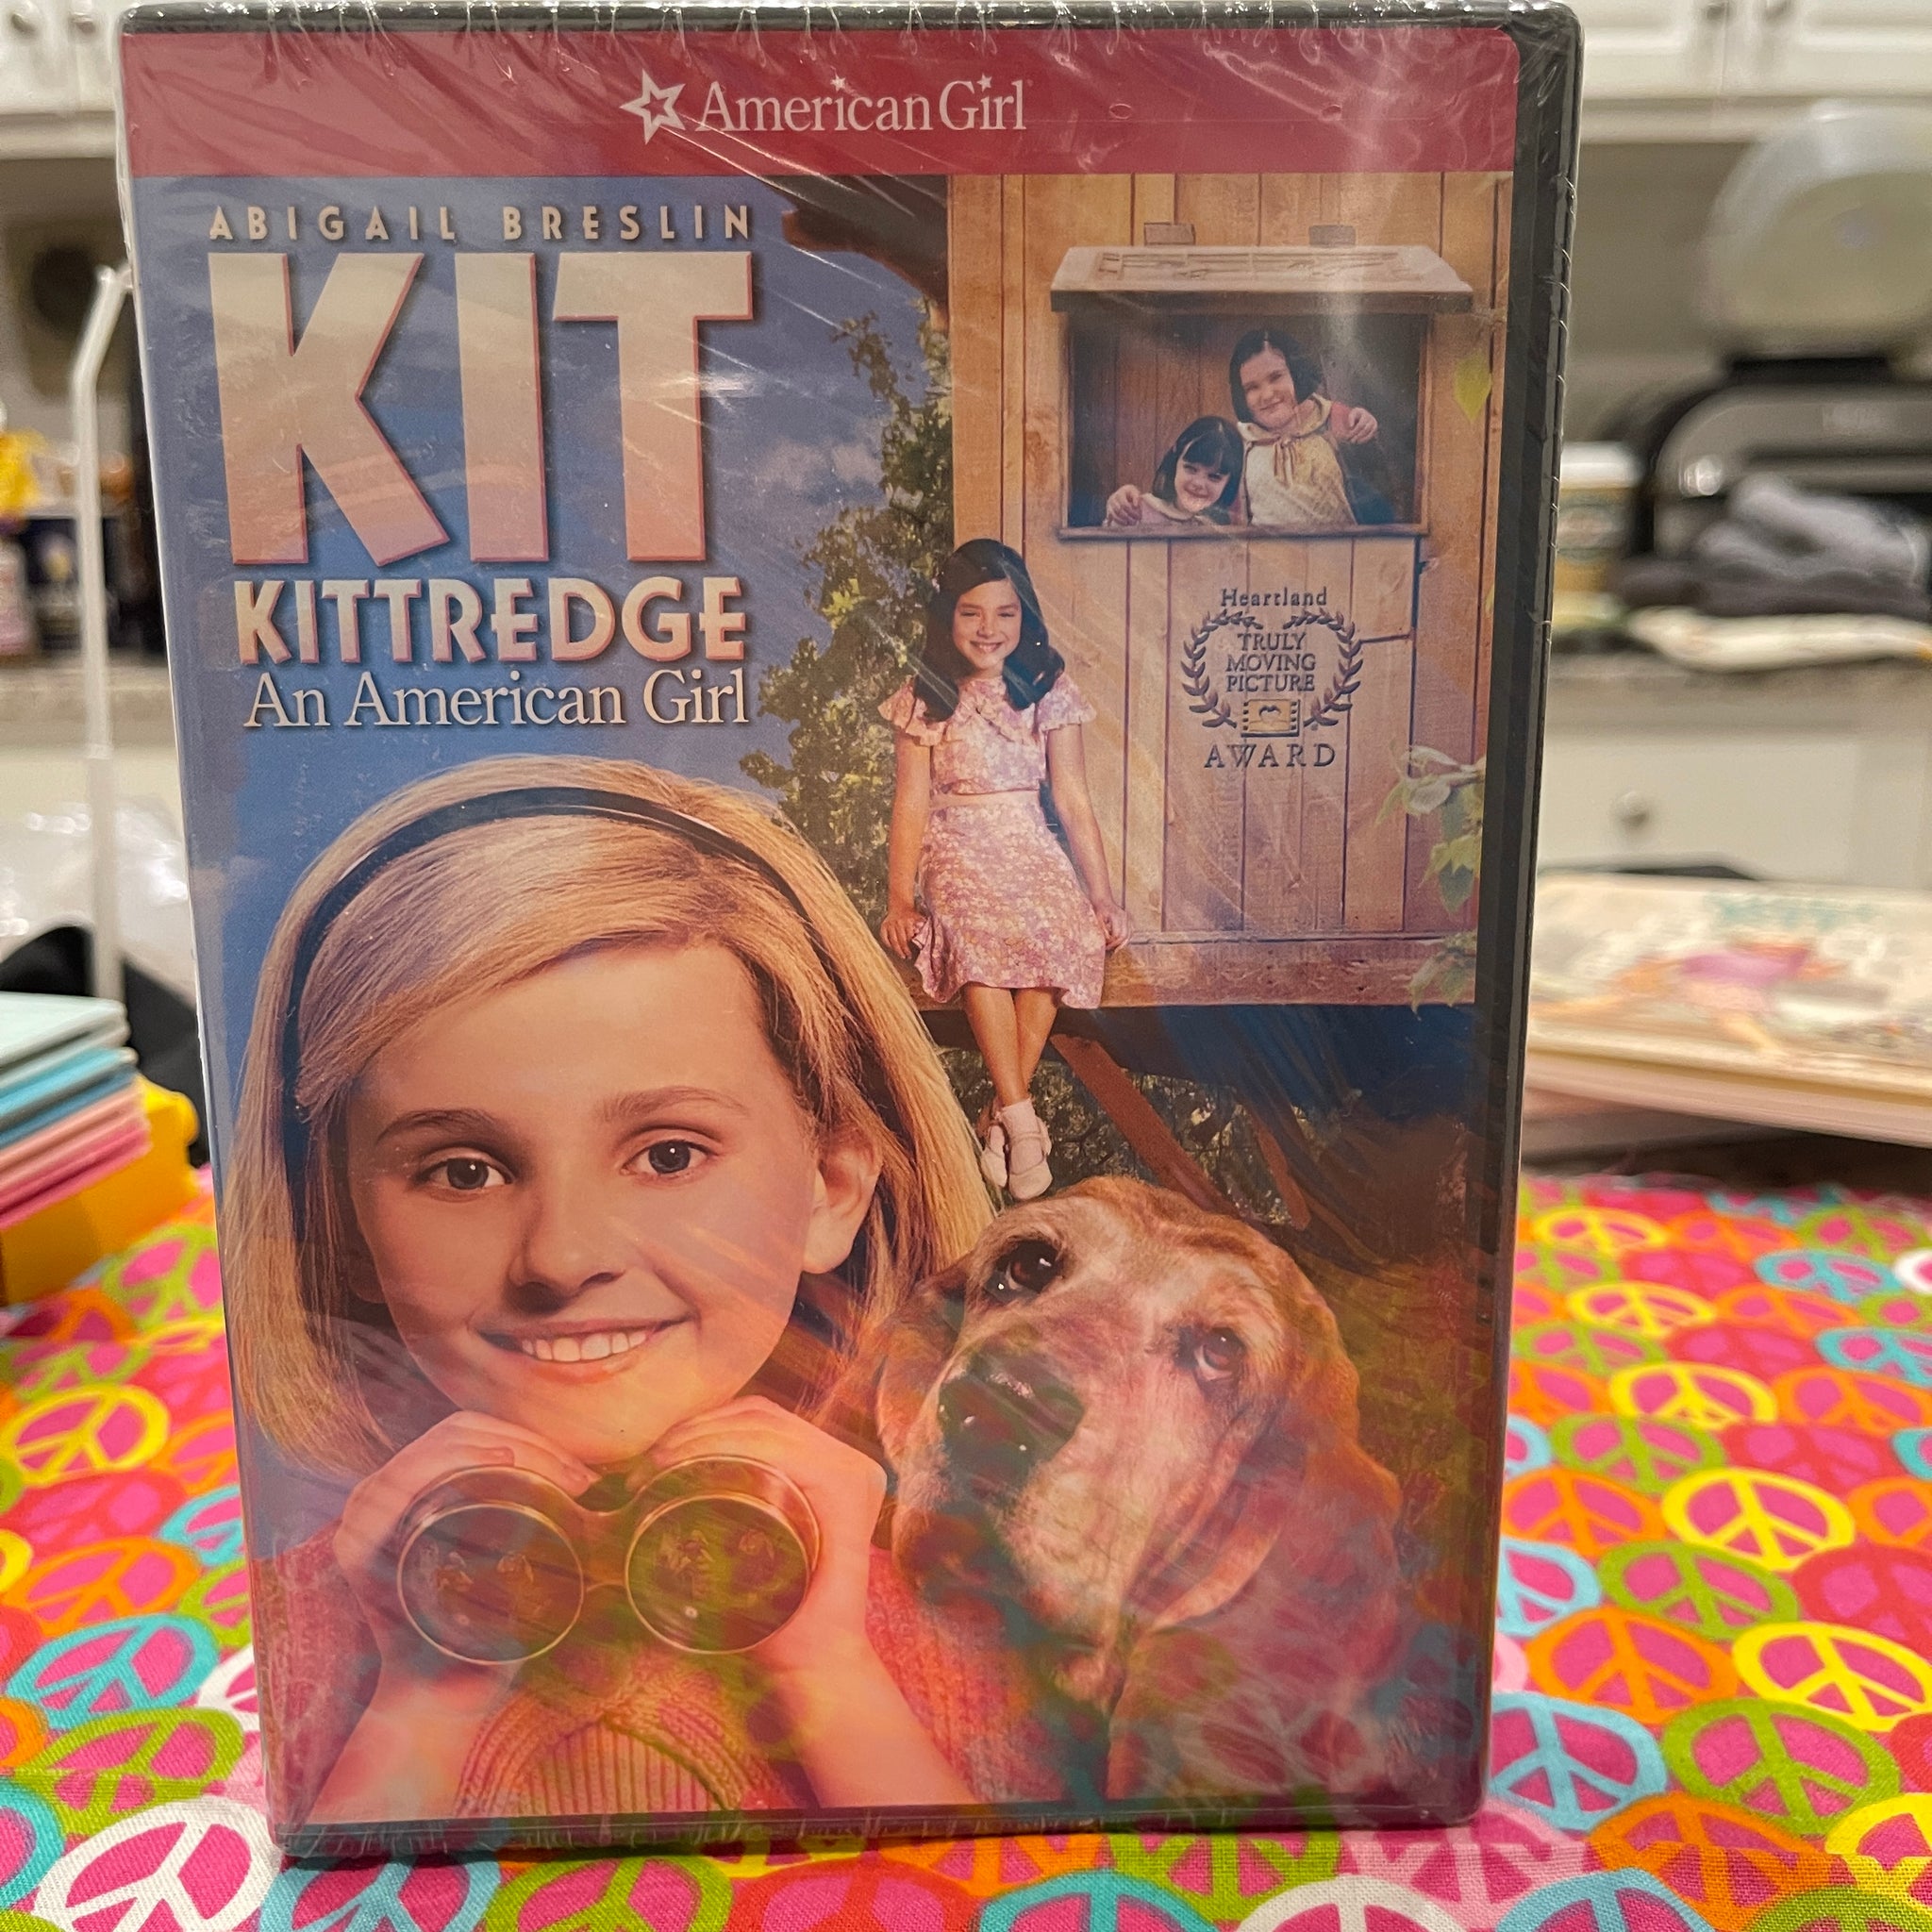 American Girl
ABIGAIL BRESLIN
KIT
KITTREDGE
An American Girl
Heartland
TRULY
MOVING
PICTURE
AWARD